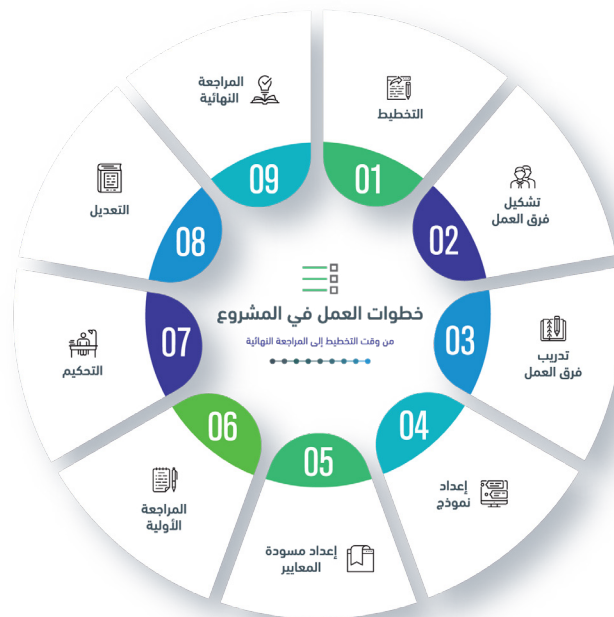 خطوات العمل في المشروع
من وقت التخطيط إلى المراجعة النهائية
01
التخطيط
02
تشكيل
فرق العمل
03
تدريب
فرق العمل
04
إعداد
نموذج
05
إعداد مسودة
المعايير
06
المراجعة
الأولية
07
التحكيم
08
التعديل
09
المراجعة
النهائية